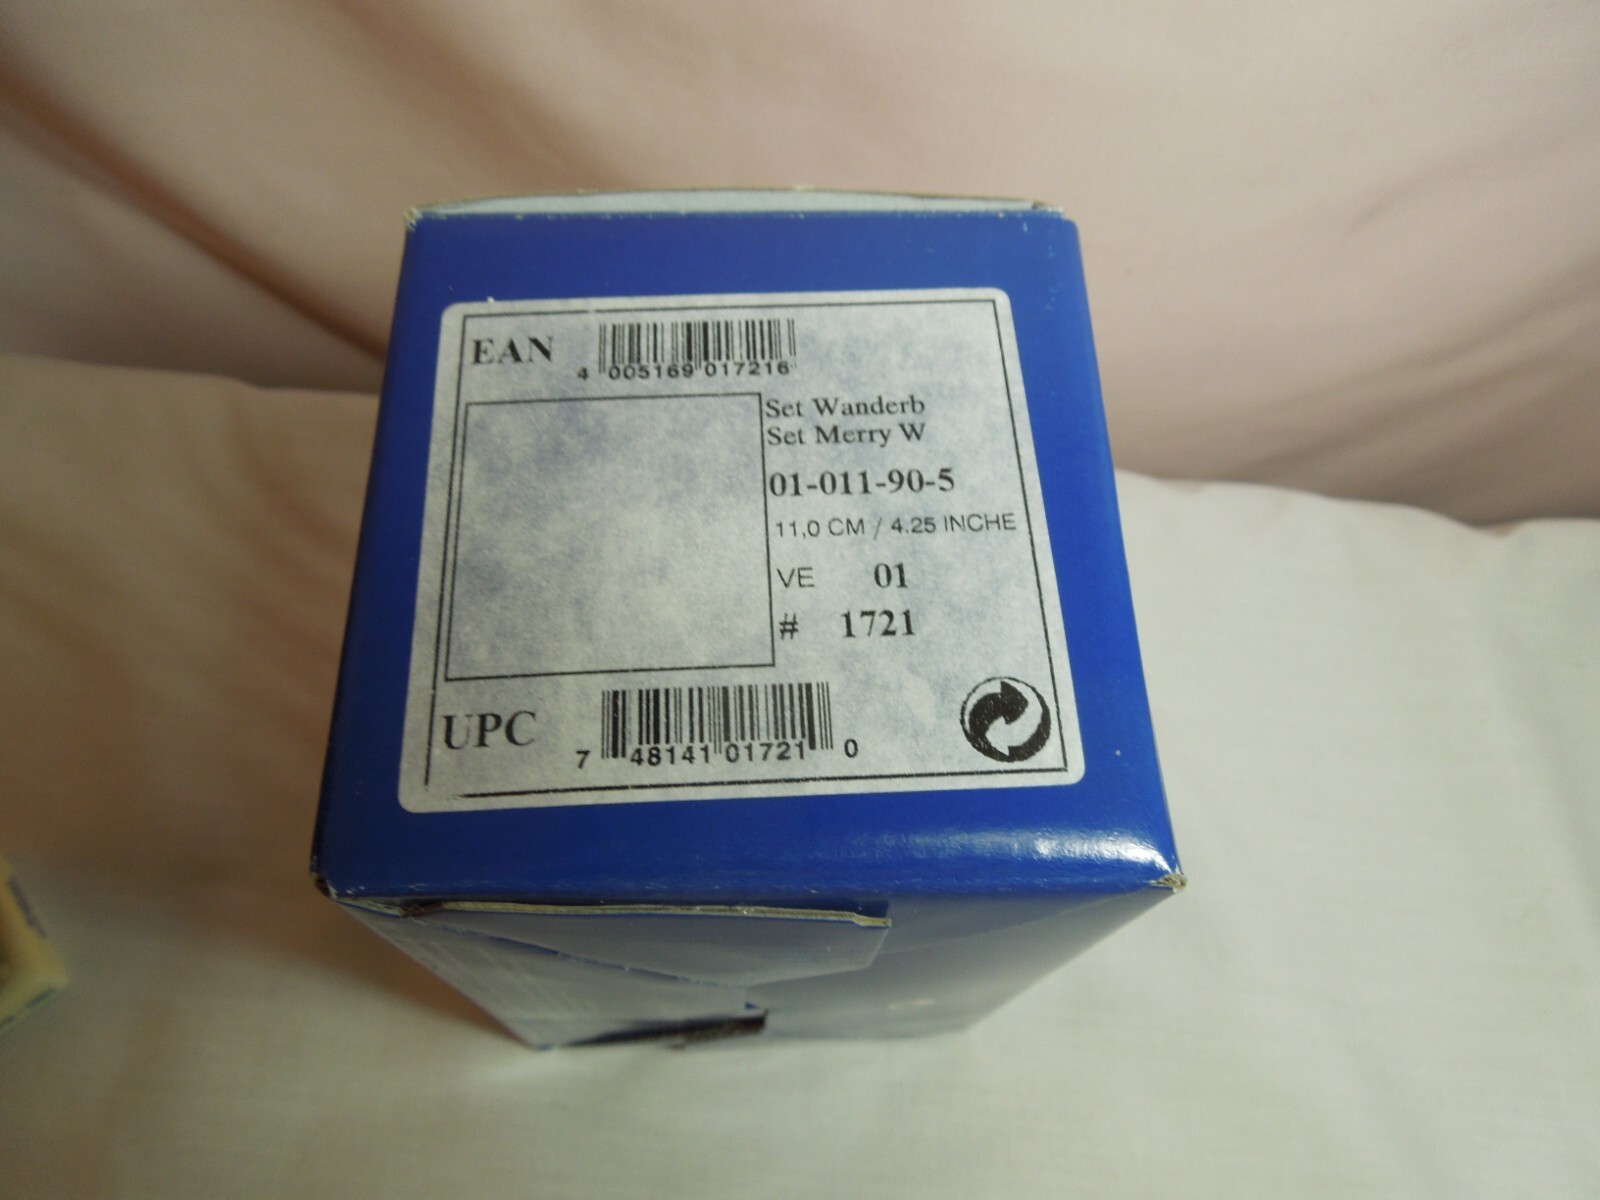 EAN
4 005169 017216
Set Wanderb
Set Merry W
01-011-90-5
11,0 CM / 4.25 INCHE
VE 01
# 1721
UPC
7 48141 01721 0